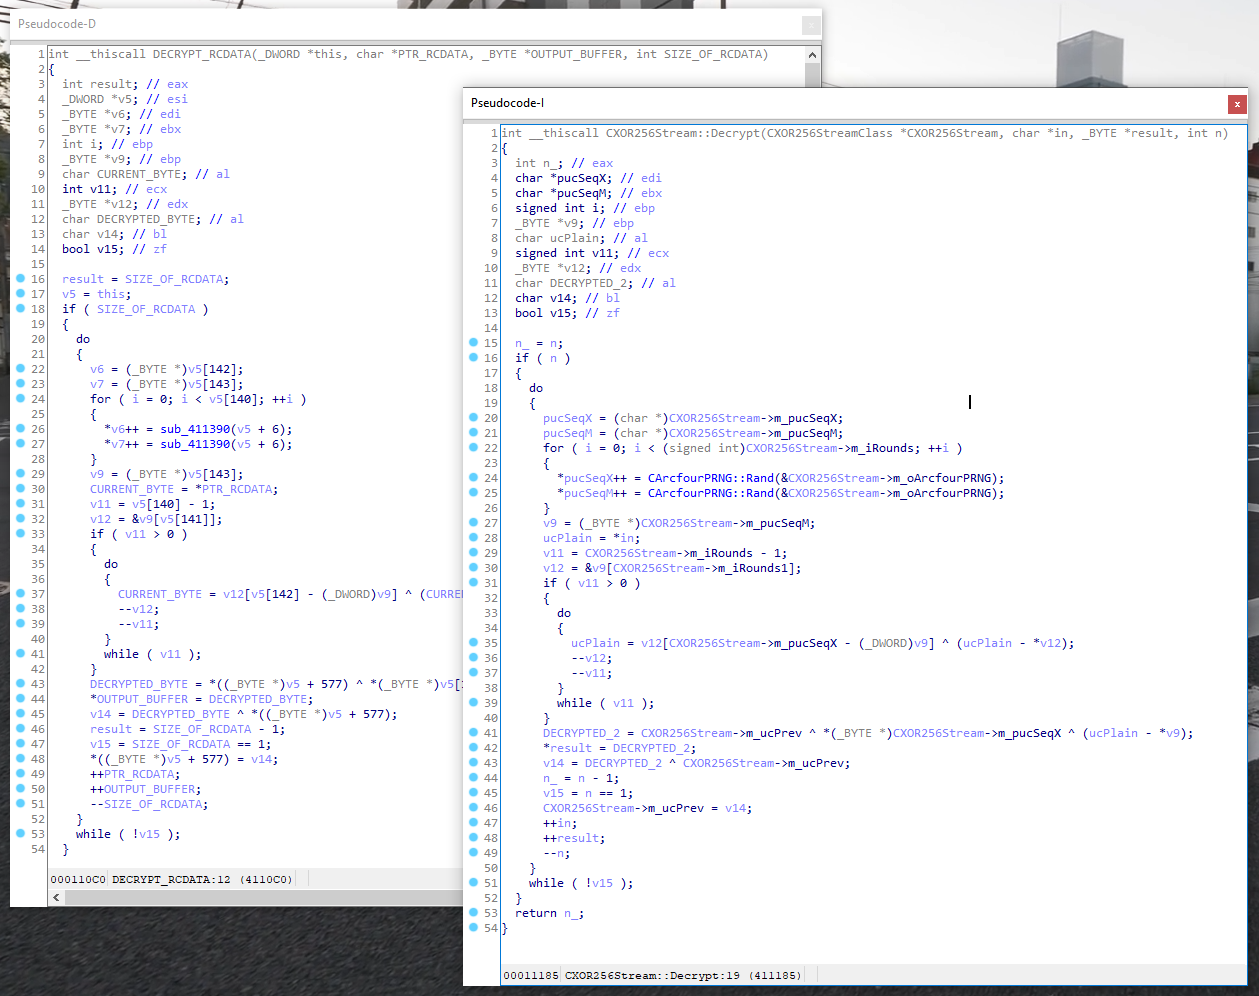 Pseudocode-D
1 int __thiscall DECRYPT_RCDATA(_DWORD *this, char *PTR_RCDATA, _BYTE *OUTPUT_BUFFER, int SIZE_OF_RCDATA)
2 {
3 int result; // eax
4 _DWORD *v5; // esi
5 _BYTE *v6; // edi
6 _BYTE *v7; // ebx
7 int i; // ebp
8 _BYTE *v9; // ebp
9 char CURRENT_BYTE; // al
10 int v11; // ecx
11 _BYTE *v12; // edx
12 char DECRYPTED_BYTE; // al
13 char v14; // bl
14 bool v15; // zf
15
16 result = SIZE_OF_RCDATA;
17 v5 = this;
18 if ( SIZE_OF_RCDATA )
19 {
20 do
21 {
22 v6 = (_BYTE *)v5[142];
23 v7 = (_BYTE *)v5[143];
24 for ( i = 0; i < v5[140]; ++i )
25 {
26 *v6++ = sub_411390(v5 + 6);
27 *v7++ = sub_411390(v5 + 6);
28 }
29 v9 = (_BYTE *)v5[143];
30 CURRENT_BYTE = *PTR_RCDATA;
31 v11 = v5[140] - 1;
32 v12 = &v9[v5[141]];
33 if ( v11 > 0 )
34 {
35 do
36 {
37 CURRENT_BYTE = v12[v5[142] - (_DWORD)v9] ^ (CURRE
38 --v12;
39 --v11;
40 }
41 while ( v11 );
42 }
43 DECRYPTED_BYTE = *((_BYTE *)v5 + 577) ^ *(_BYTE *)v5[
44 *OUTPUT_BUFFER = DECRYPTED_BYTE;
45 v14 = DECRYPTED_BYTE ^ *((_BYTE *)v5 + 577);
46 result = SIZE_OF_RCDATA - 1;
47 v15 = SIZE_OF_RCDATA == 1;
48 *((_BYTE *)v5 + 577) = v14;
49 ++PTR_RCDATA;
50 ++OUTPUT_BUFFER;
51 --SIZE_OF_RCDATA;
52 }
53 while ( !v15 );
54 }
000110C0 DECRYPT_RCDATA:12 (4110C0)
Pseudocode-I
x
1 int __thiscall CXOR256Stream::Decrypt(CXOR256StreamClass *CXOR256Stream, char *in, _BYTE *result, int n)
2 {
3 int n_; // eax
4 char *pucSeqX; // edi
5 char *pucSeqM; // ebx
6 signed int i; // ebp
7 _BYTE *v9; // ebp
8 char ucPlain; // al
9 signed int v11; // ecx
10 _BYTE *v12; // edx
11 char DECRYPTED_2; // al
12 char v14; // bl
13 bool v15; // zf
14
15 n_ = n;
16 if ( n )
17 {
18 do
19 {
20 pucSeqX = (char *)CXOR256Stream->m_pucSeqX;
21 pucSeqM = (char *)CXOR256Stream->m_pucSeqM;
22 for ( i = 0; i < (signed int)CXOR256Stream->m_iRounds; ++i )
23 {
24 *pucSeqX++ = CArcfourPRNG::Rand(&CXOR256Stream->m_oArcfourPRNG);
25 *pucSeqM++ = CArcfourPRNG::Rand(&CXOR256Stream->m_oArcfourPRNG);
26 }
27 v9 = (_BYTE *)CXOR256Stream->m_pucSeqM;
28 ucPlain = *in;
29 v11 = CXOR256Stream->m_iRounds - 1;
30 v12 = &v9[CXOR256Stream->m_iRounds1];
31 if ( v11 > 0 )
32 {
33 do
34 {
35 ucPlain = v12[CXOR256Stream->m_pucSeqX - (_DWORD)v9] ^ (ucPlain - *v12);
36 --v12;
37 --v11;
38 }
39 while ( v11 );
40 }
41 DECRYPTED_2 = CXOR256Stream->m_ucPrev ^ *(_BYTE *)CXOR256Stream->m_pucSeqX ^ (ucPlain - *v9);
42 *result = DECRYPTED_2;
43 v14 = DECRYPTED_2 ^ CXOR256Stream->m_ucPrev;
44 n_ = n - 1;
45 v15 = n == 1;
46 CXOR256Stream->m_ucPrev = v14;
47 ++in;
48 ++result;
49 --n;
50 }
51 while ( !v15 );
52 }
53 return n_;
54 }
00011185 CXOR256Stream::Decrypt:19 (411185)